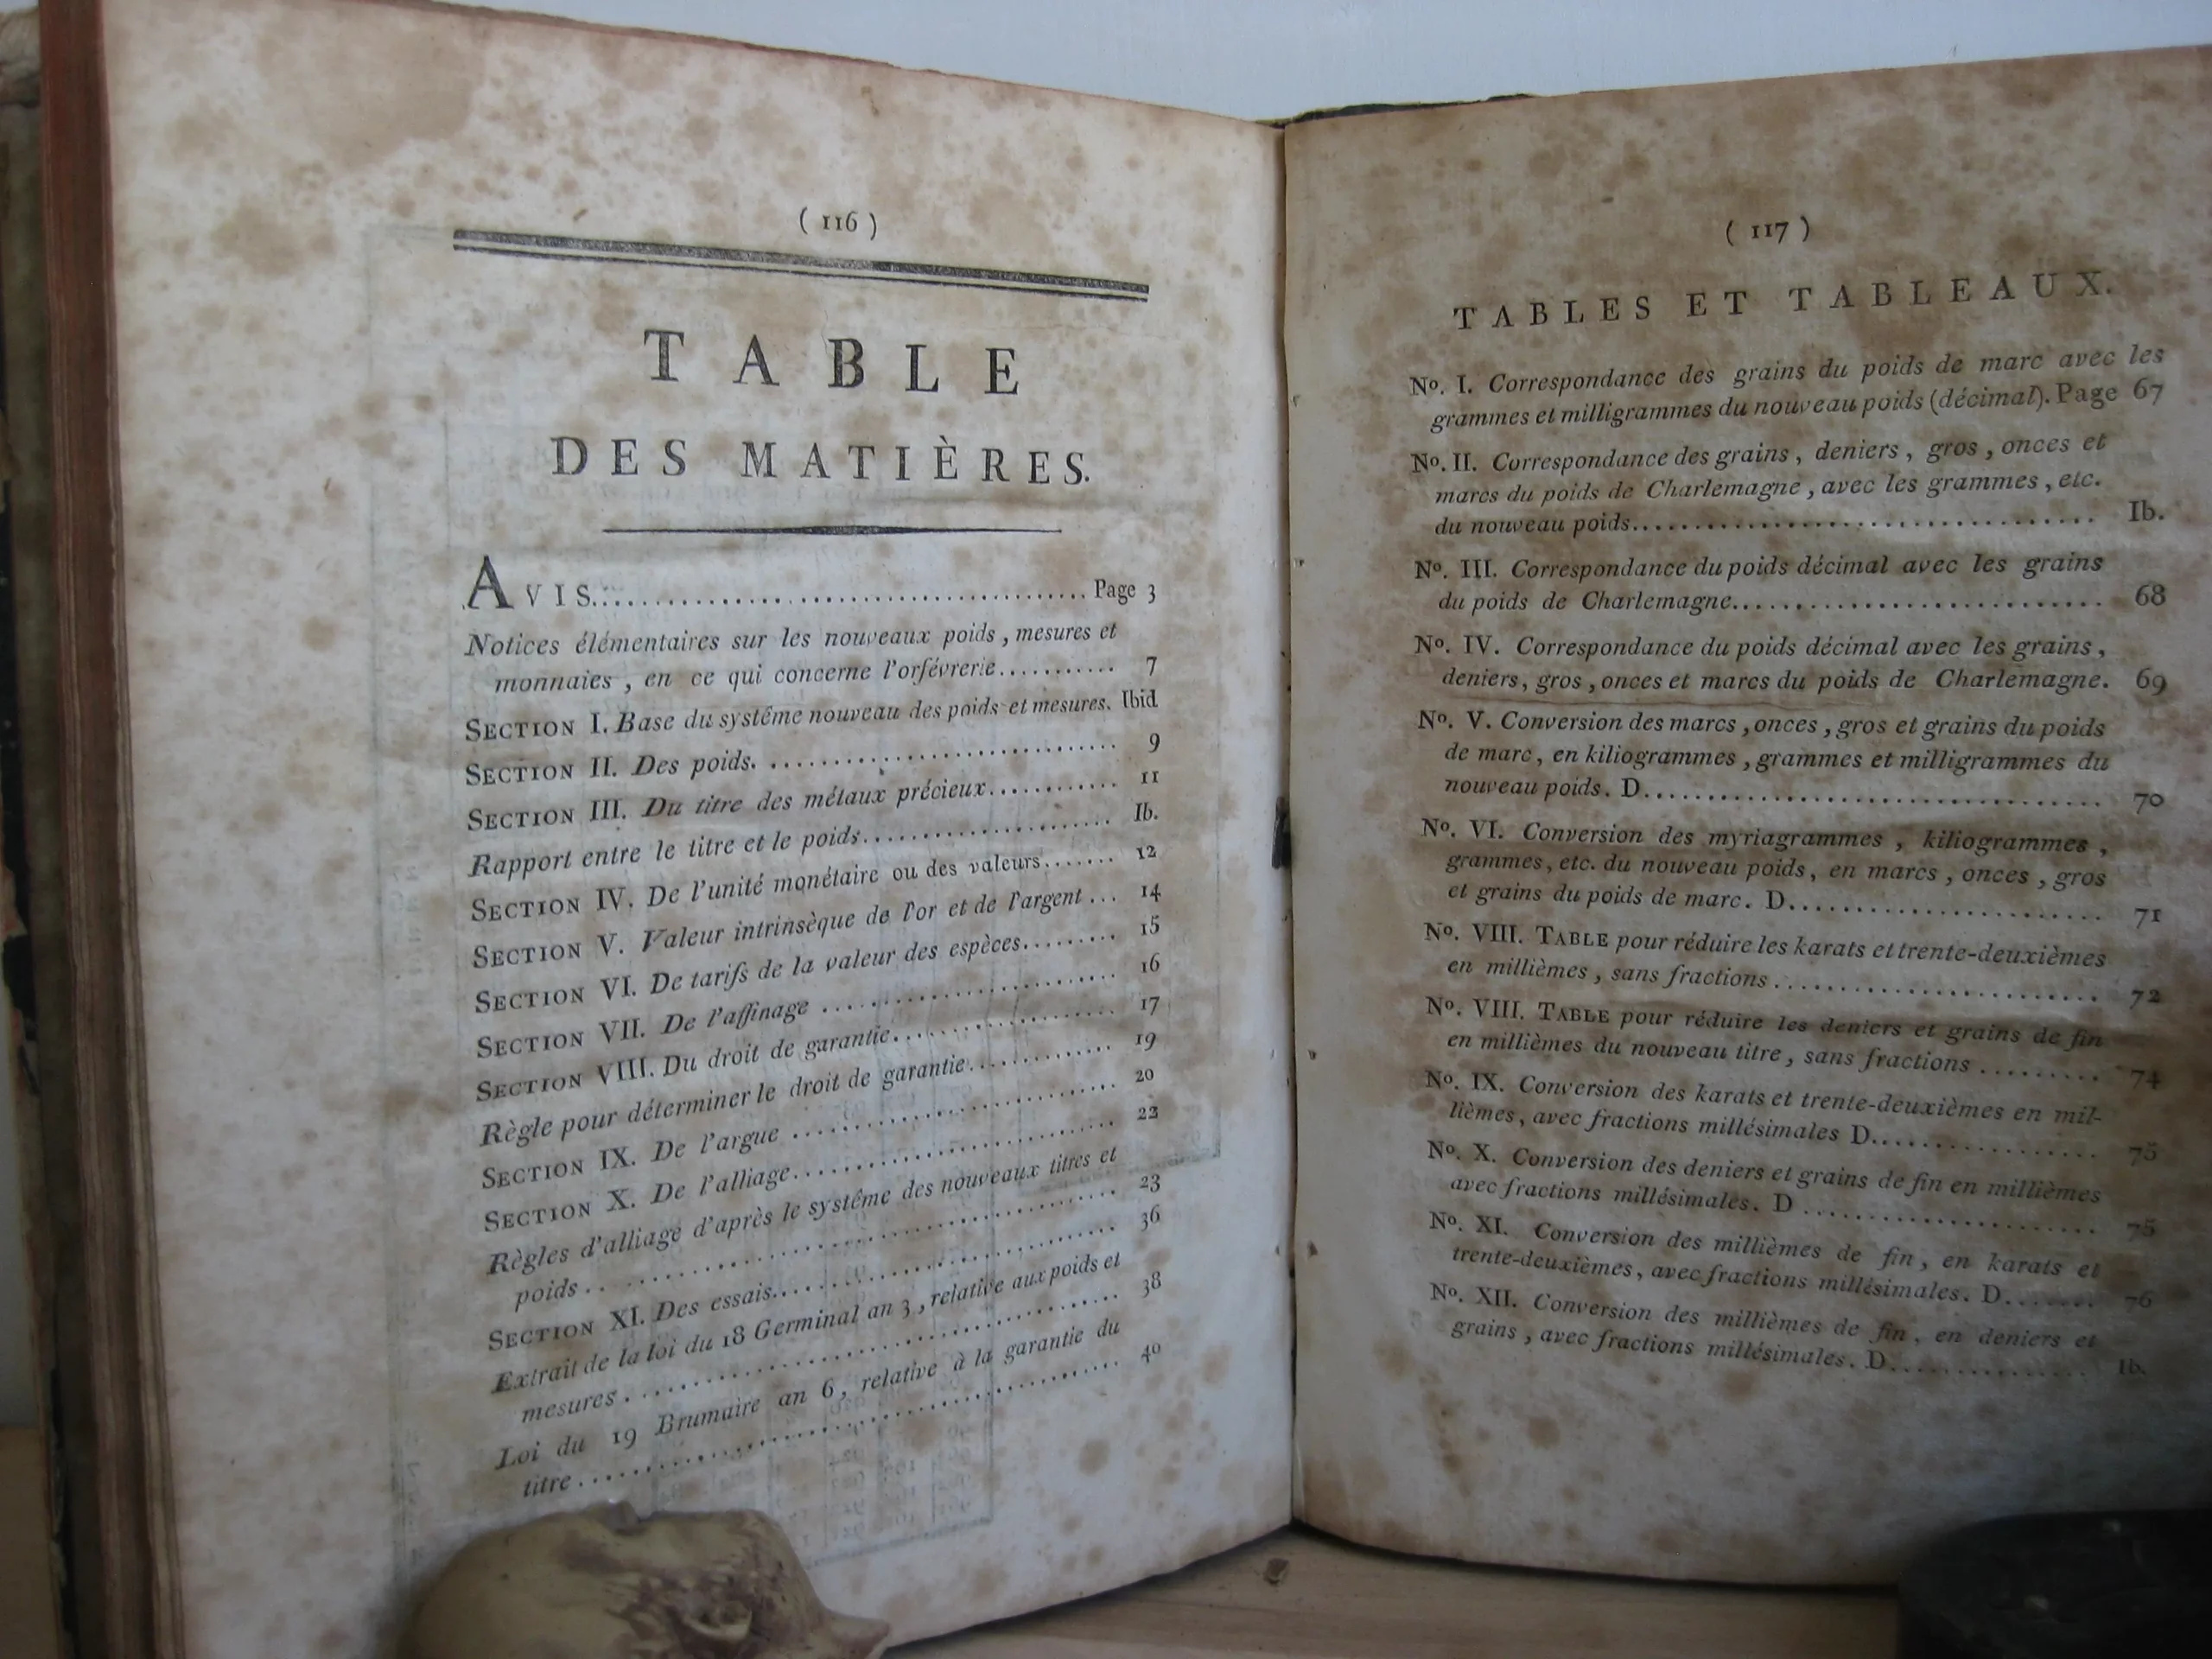 ( 116 )
TABLE
DES MATIÈRES.
AVIS........................................ Page 3
Notices élémentaires sur les nouveaux poids, mesures et
monnaies, en ce qui concerne l'orfévrerie........... 7
SECTION I. Base du systéme nouveau des poids et mesures. Ibid
SECTION II. Des poids. .............................. 9
SECTION III. Du titre des métaux précieux............ 11
Rapport entre le titre et le poids....................... Ib.
SECTION IV. De l'unité monétaire ou des valeurs....... 12
SECTION V. Valeur intrinsèque de l'or et de l'argent ... 14
SECTION VI. De tarifs de la valeur des espèces......... 15
SECTION VII. De l'affinage ......................... 16
SECTION VIII. Du droit de garantie.................... 17
Règle pour déterminer le droit de garantie............. 19
SECTION IX. De l'argue ............................ 20
SECTION X. De l'alliage............................. 22
Règles d'alliage d'après le systéme des nouveaux titres et
poids ............................................. 23
SECTION XI. Des essais.............................. 36
Extrait de la loi du 18 Germinal an 3, relative aux poids et
mesures .......................................... 38
Loi du 19 Brumaire an 6, relative à la garantie du
titre ............................................. 40
( 117 )
TABLES ET TABLEAUX.
No. I. Correspondance des grains du poids de marc avec les
grammes et milligrammes du nouveau poids (décimal). Page 67
No. II. Correspondance des grains, deniers, gros, onces et
marcs du poids de Charlemagne, avec les grammes, etc.
du nouveau poids................................. Ib.
No. III. Correspondance du poids décimal avec les grains
du poids de Charlemagne........................... 68
No. IV. Correspondance du poids décimal avec les grains,
deniers, gros, onces et marcs du poids de Charlemagne. 69
No. V. Conversion des marcs, onces, gros et grains du poids
de marc, en kiliogrammes, grammes et milligrammes du
nouveau poids. D................................. 70
No. VI. Conversion des myriagrammes, kiliogrammes,
grammes, etc. du nouveau poids, en marcs, onces, gros
et grains du poids de marc. D....................... 71
No. VIII. TABLE pour réduire les karats et trente-deuxièmes
en millièmes, sans fractions ........................ 72
No. VIII. TABLE pour réduire les deniers et grains de fin
en millièmes du nouveau titre, sans fractions ......... 74
No. IX. Conversion des karats et trente-deuxièmes en mil-
lièmes, avec fractions millésimales D................ 75
No. X. Conversion des deniers et grains de fin en millièmes
avec fractions millésimales. D ...................... 75
No. XI. Conversion des millièmes de fin, en karats et
trente-deuxièmes, avec fractions millésimales. D....... 76
No. XII. Conversion des millièmes de fin, en deniers et
grains, avec fractions millésimales. D............... Ib.